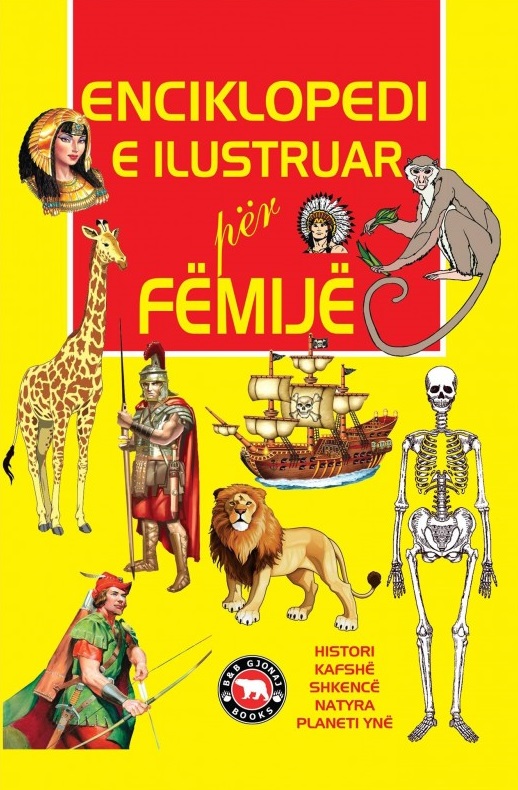 ENCIKLOPEDI
E ILUSTRUAR
për
FËMIJË
HISTORI
KAFSHË
SHKENCË
NATYRA
PLANETI YNË
B&B GJONAJ
BOOKS